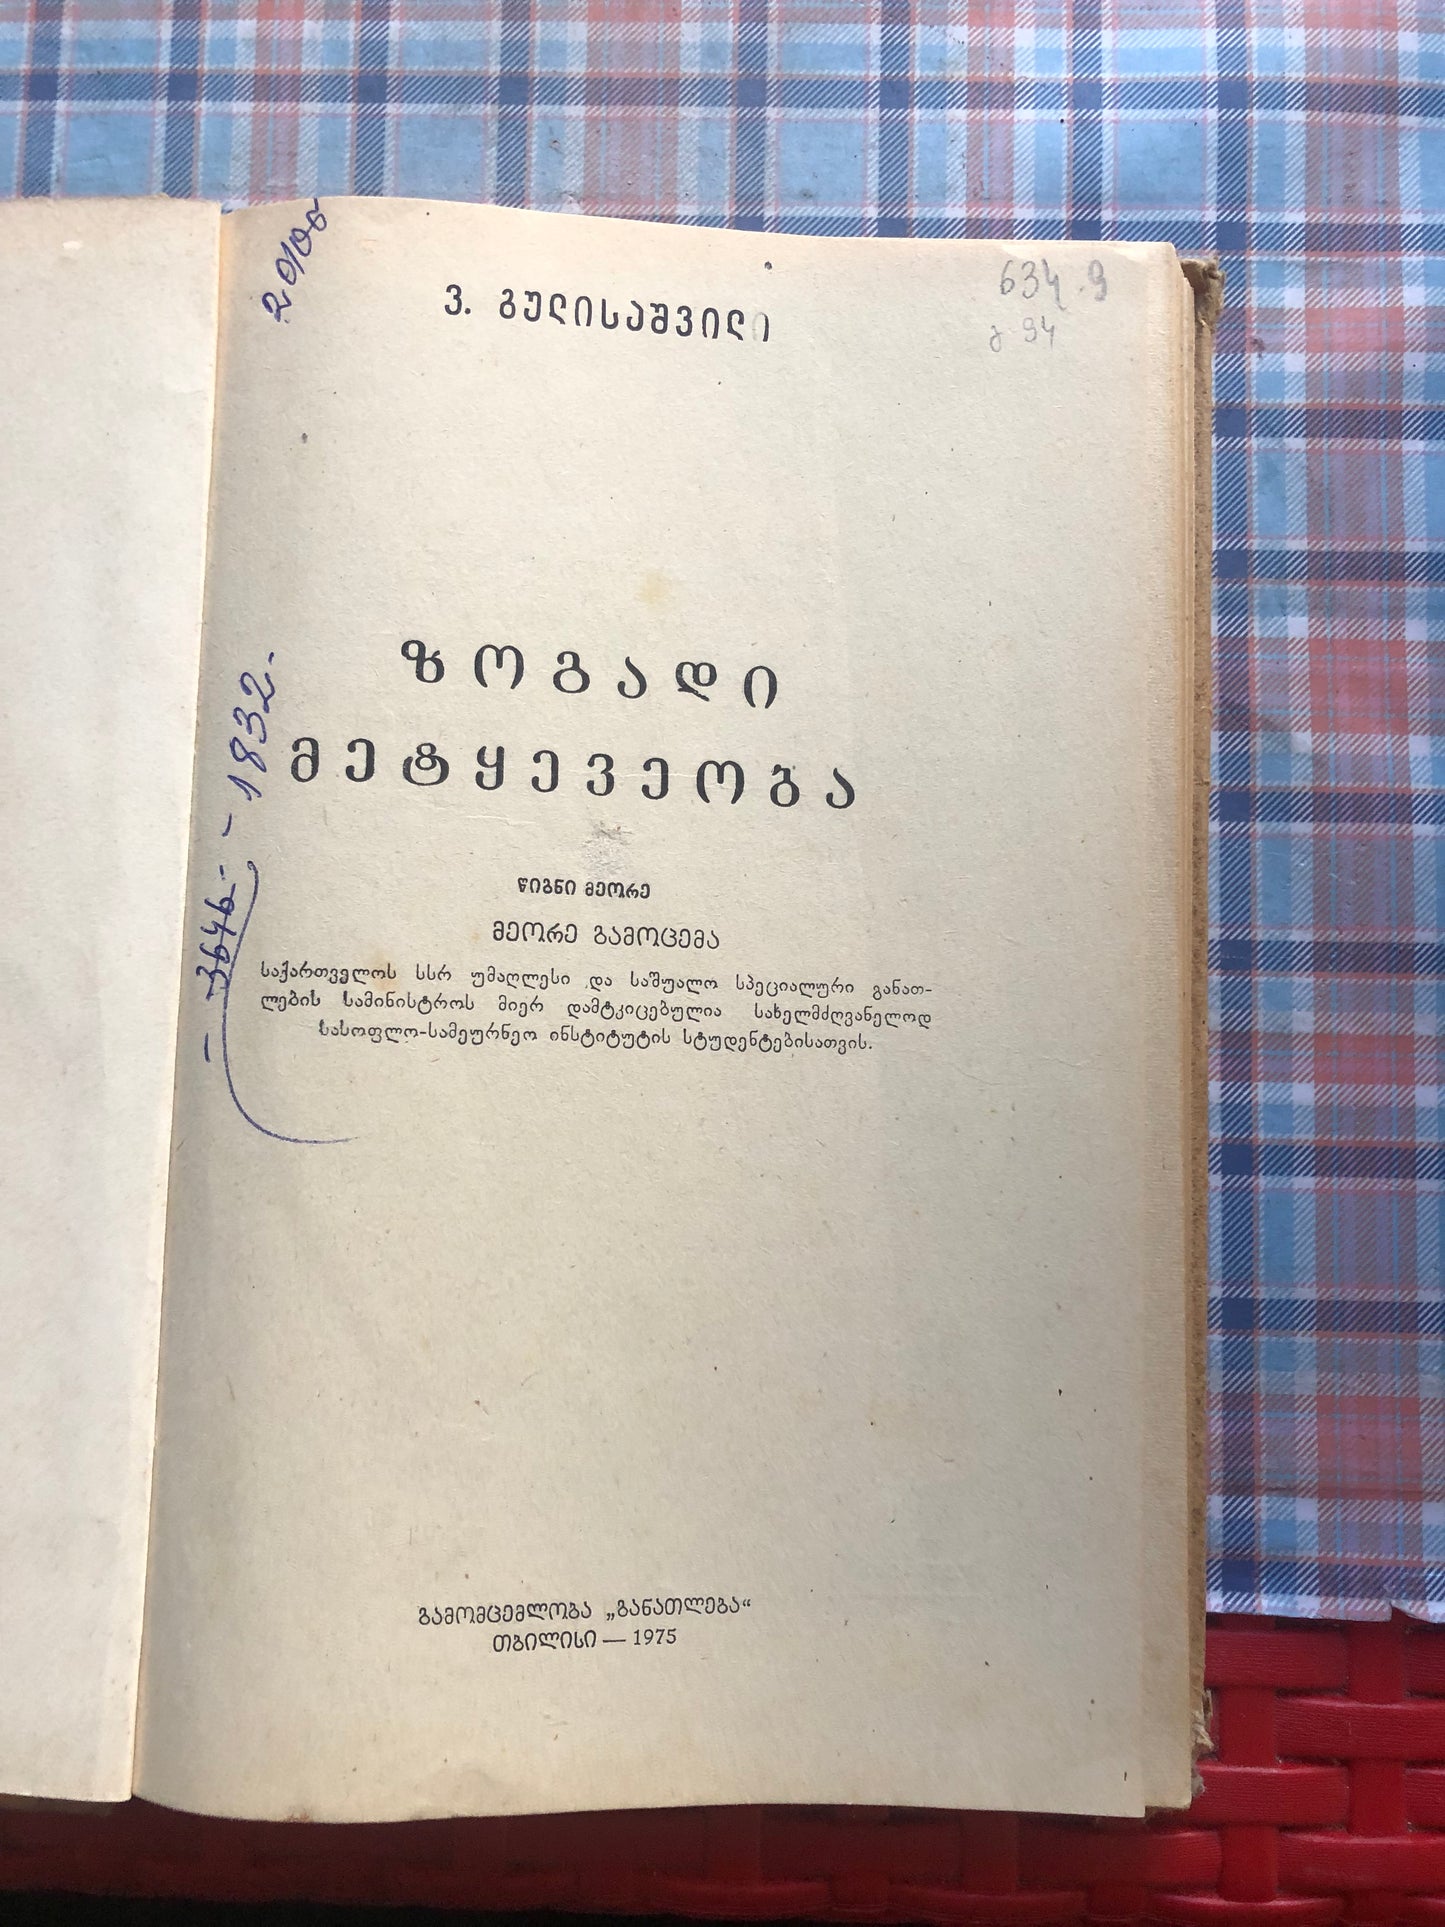 634.9
გ 94
ვ. გულისაშვილი
ზოგადი
მეტყევეობა
წიგნი მეორე
მეორე გამოცემა
საქართველოს სსრ უმაღლესი და საშუალო სპეციალური განათ-
ლების სამინისტროს მიერ დამტკიცებულია სახელმძღვანელოდ
სასოფლო-სამეურნეო ინსტიტუტის სტუდენტებისათვის.
გამომცემლობა „განათლება“
თბილისი — 1975
- 1832.-